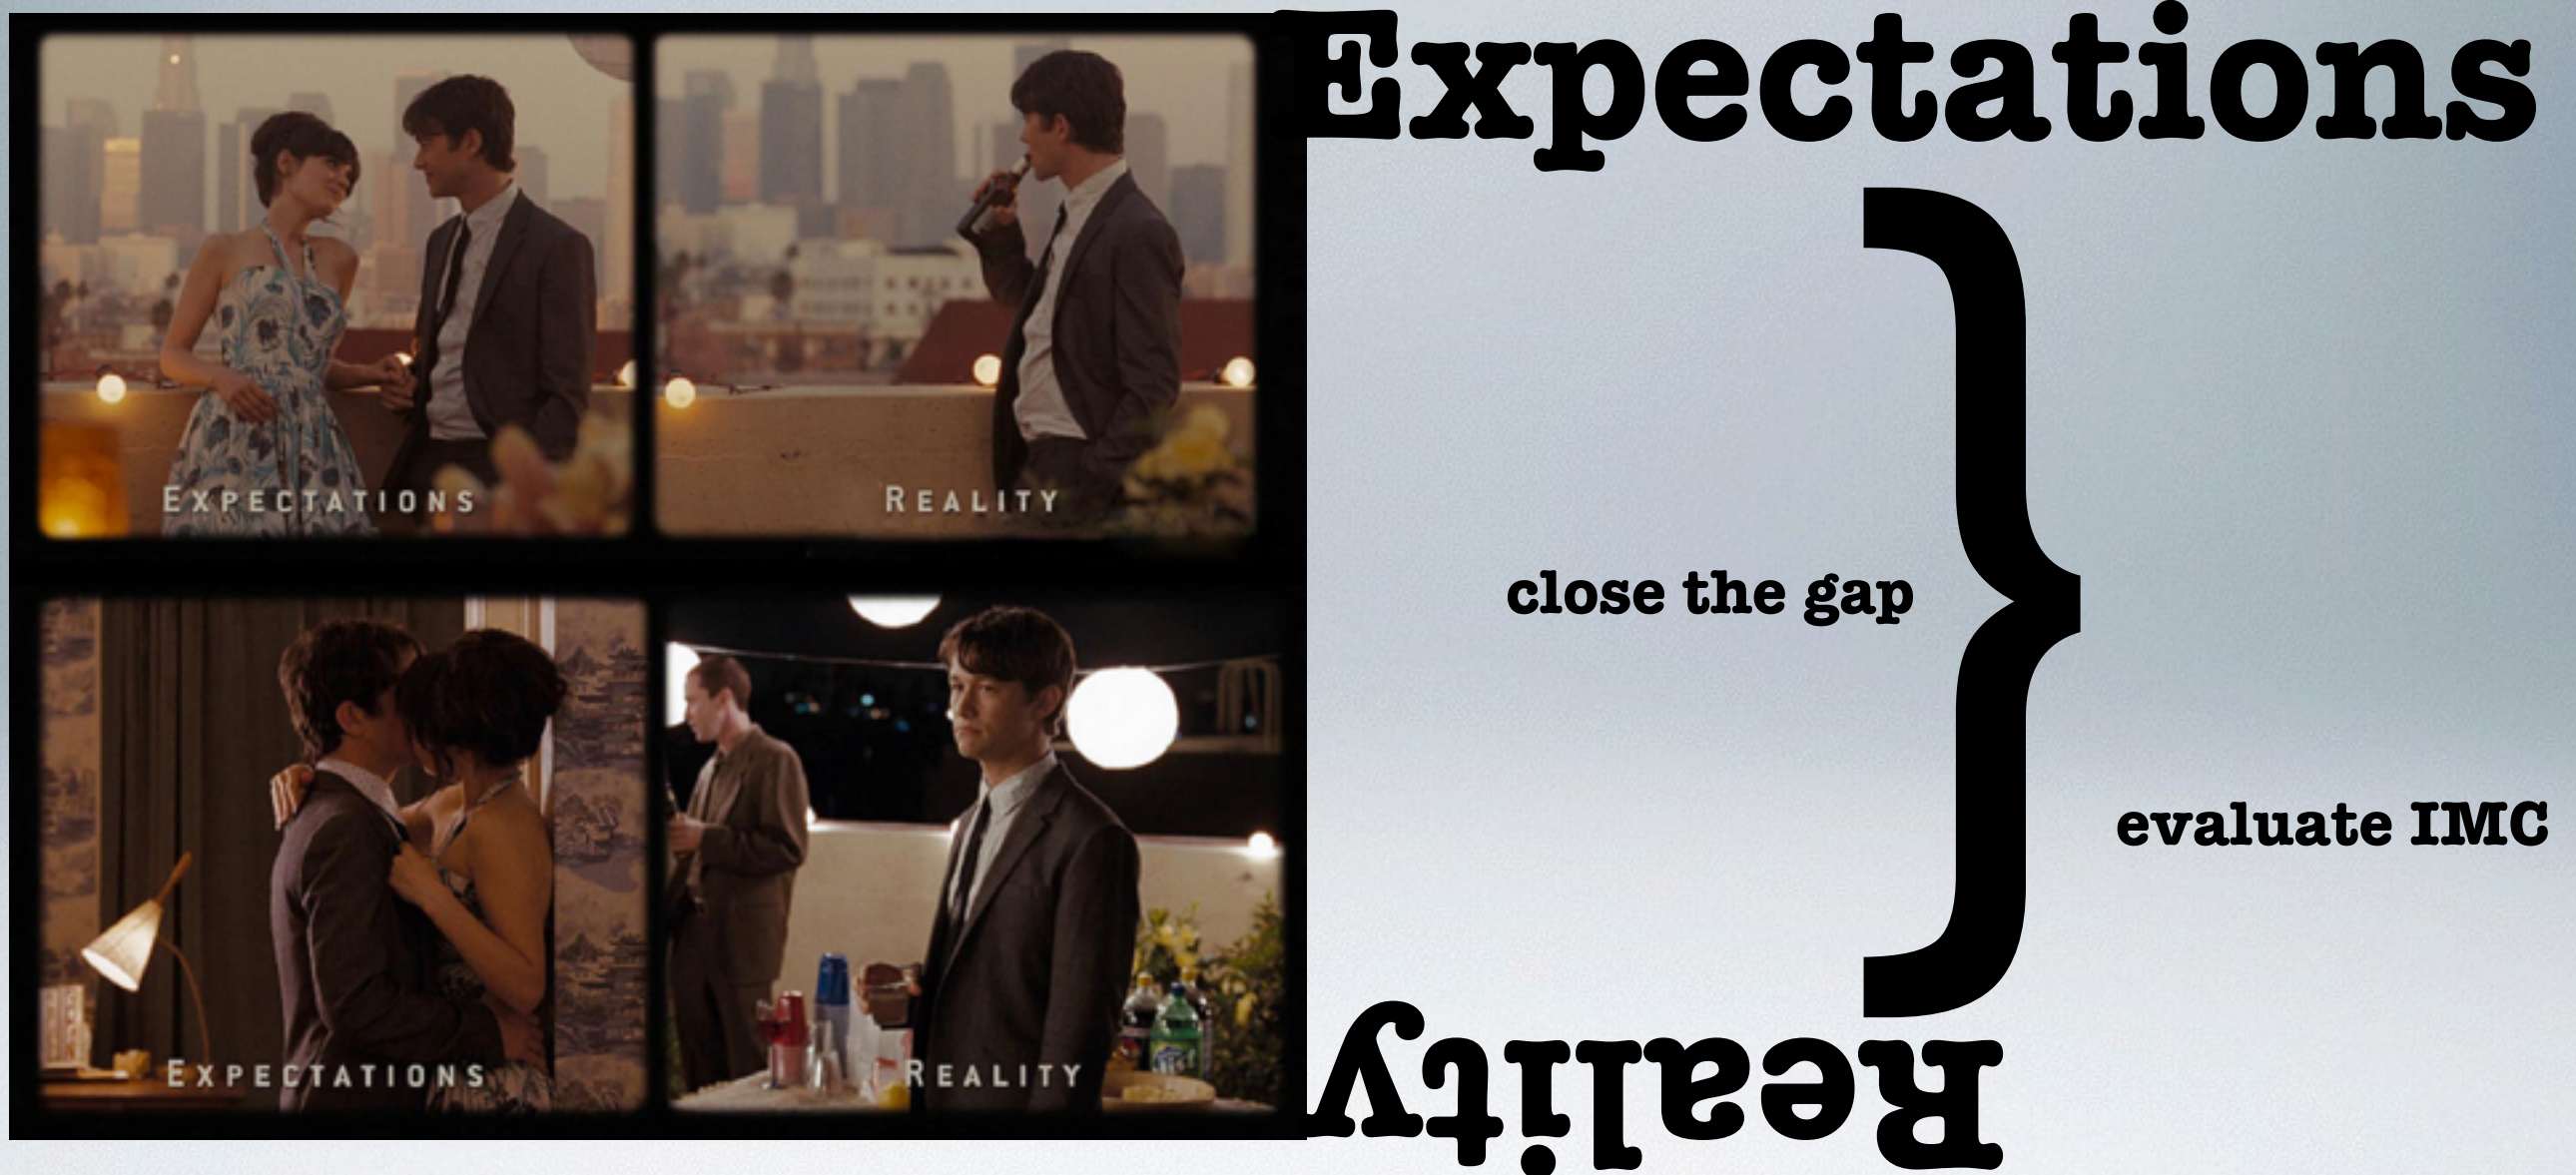 Expectations
EXPECTATIONS
REALITY
close the gap
evaluate IMC
EXPECTATIONS
REALITY
Reality